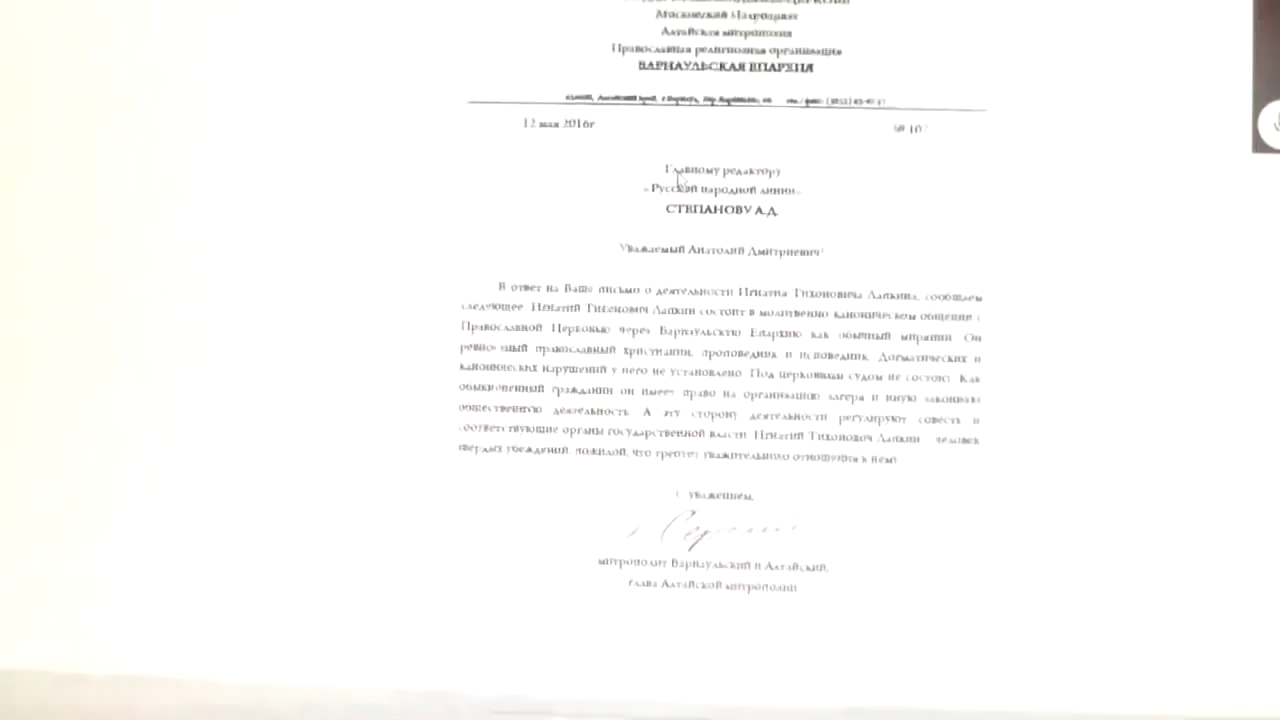 Московский Патриархат
Алтайская митрополия
Православная религиозная организация
БАРНАУЛЬСКАЯ ЕПАРХИЯ
12 мая 2016г № 107
Главному редактору
«Русской народной линии»
СТЕПАНОВУ А.Д.
Уважаемый Анатолий Дмитриевич!
В ответ на Ваше письмо о деятельности Игнатия Тихоновича Лапкина, сообщаем
следующее. Игнатий Тихонович Лапкин состоит в молитвенно каноническом общении с
Православной Церковью через Барнаульскую Епархию как обычный мирянин. Он
ревностный православный христианин, проповедник и исповедник. Догматических и
канонических нарушений у него не установлено. Под церковным судом не состоит. Как
обыкновенный гражданин он имеет право на организацию лагеря и иную законную
общественную деятельность. А эту сторону деятельности регулируют совесть и
соответствующие органы государственной власти. Игнатий Тихонович Лапкин человек
твердых убеждений, пожилой, что требует уважительного отношения к нему.
С уважением,
митрополит Барнаульский и Алтайский,
глава Алтайской митрополии